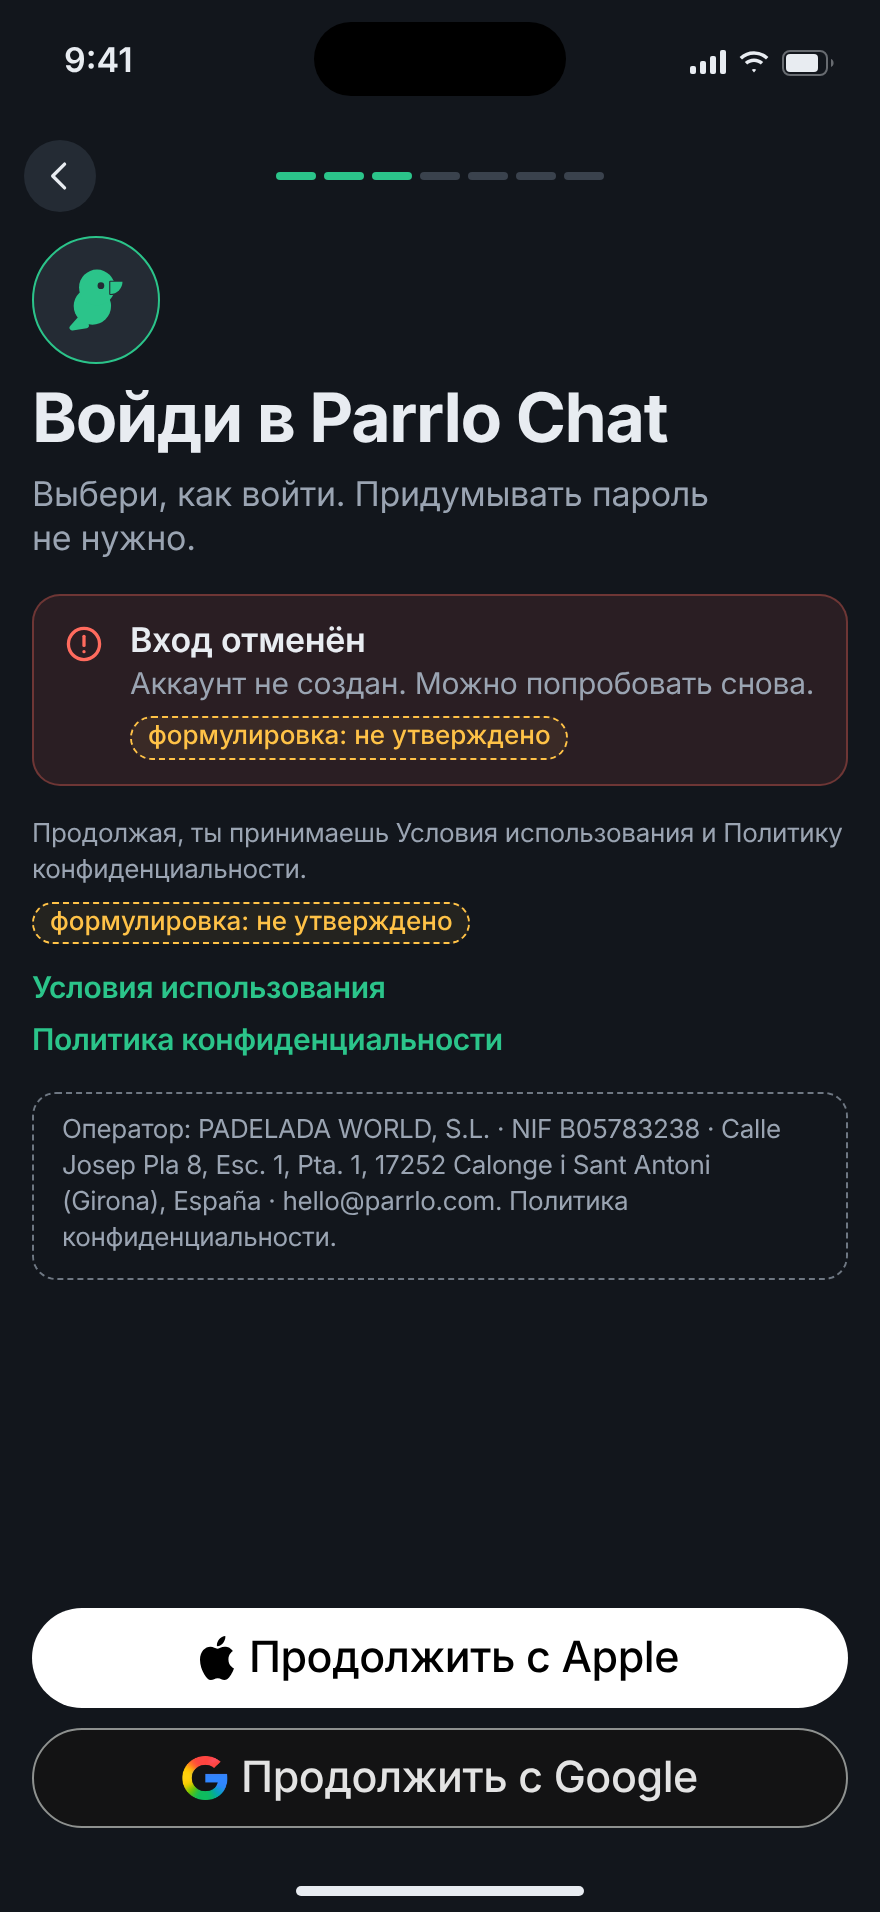 9:41
Войди в Parrlo Chat
Выбери, как войти. Придумывать пароль
не нужно.
Вход отменён
Аккаунт не создан. Можно попробовать снова.
формулировка: не утверждено
Продолжая, ты принимаешь Условия использования и Политику
конфиденциальности.
формулировка: не утверждено
Условия использования
Политика конфиденциальности
Оператор: PADELADA WORLD, S.L. · NIF B05783238 · Calle
Josep Pla 8, Esc. 1, Pta. 1, 17252 Calonge i Sant Antoni
(Girona), España · hello@parrlo.com. Политика
конфиденциальности.
Продолжить с Apple
Продолжить с Google